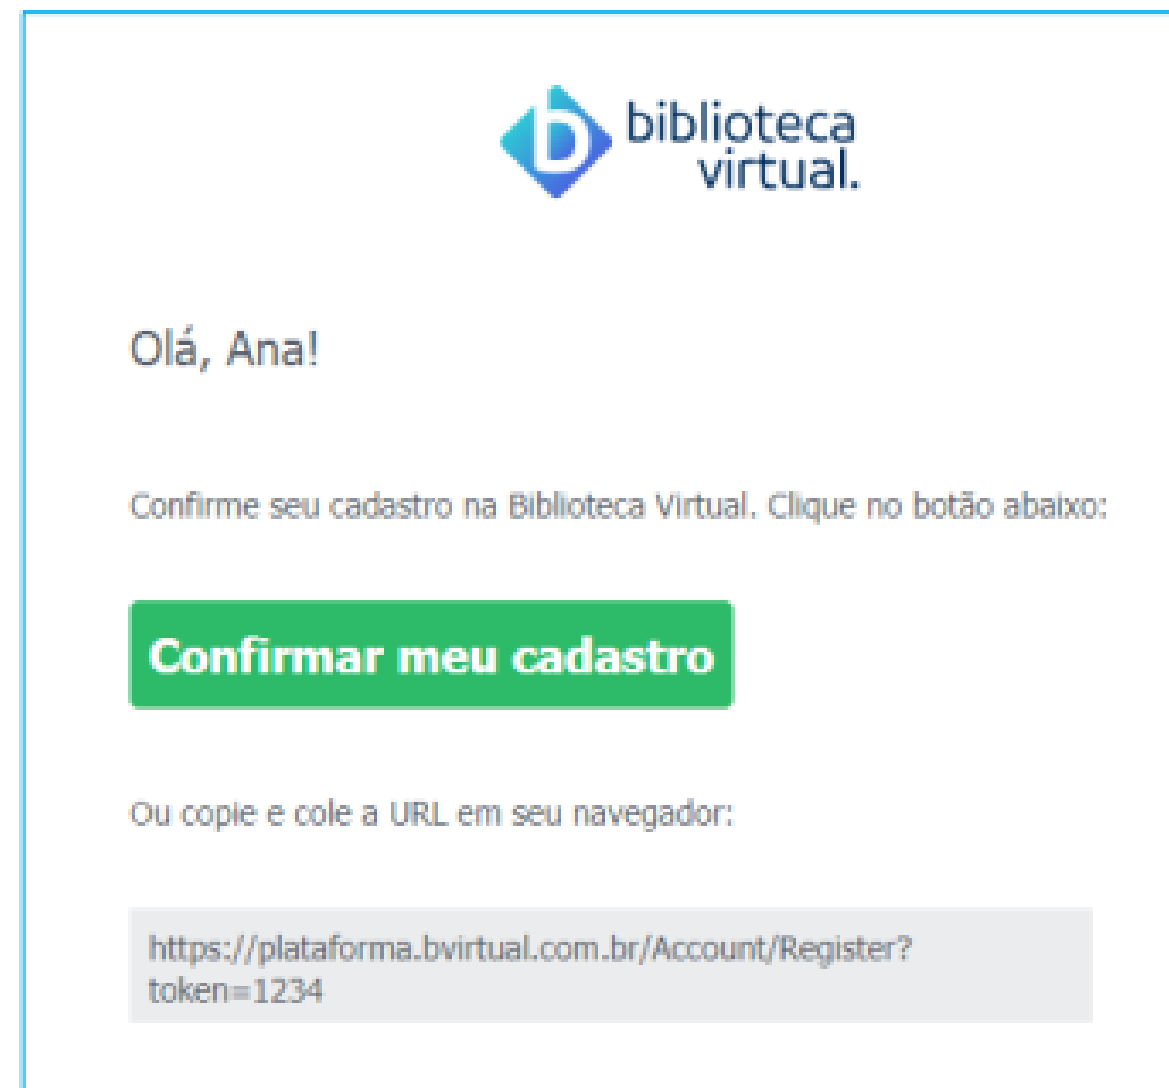 biblioteca
virtual.
Olá, Ana!
Confirme seu cadastro na Biblioteca Virtual. Clique no botão abaixo:
Confirmar meu cadastro
Ou copie e cole a URL em seu navegador:
https://plataforma.bvirtual.com.br/Account/Register?
token=1234